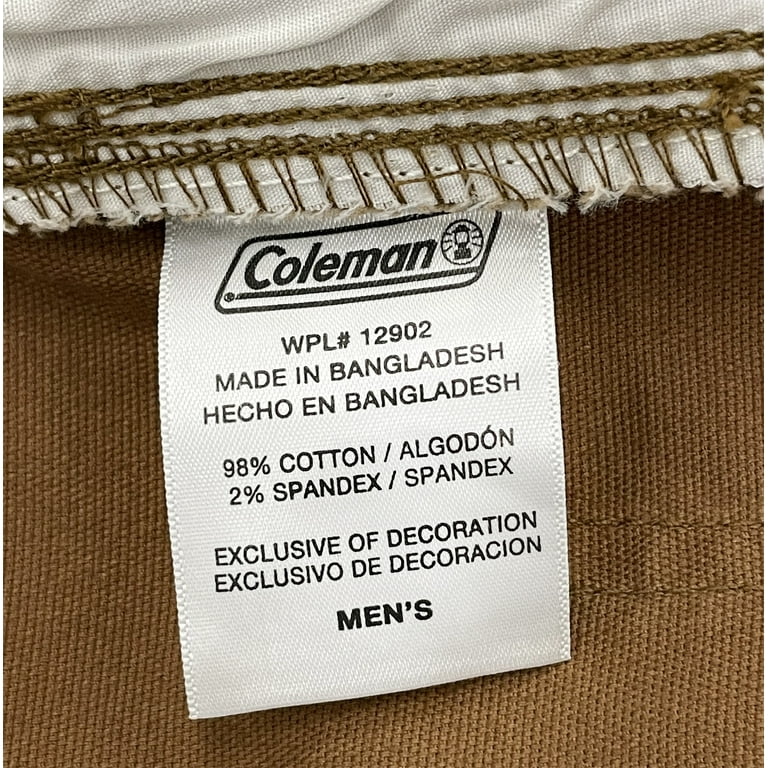 Coleman
WPL# 12902
MADE IN BANGLADESH
HECHO EN BANGLADESH
98% COTTON / ALGODÓN
2% SPANDEX / SPANDEX
EXCLUSIVE OF DECORATION
EXCLUSIVO DE DECORACION
MEN'S